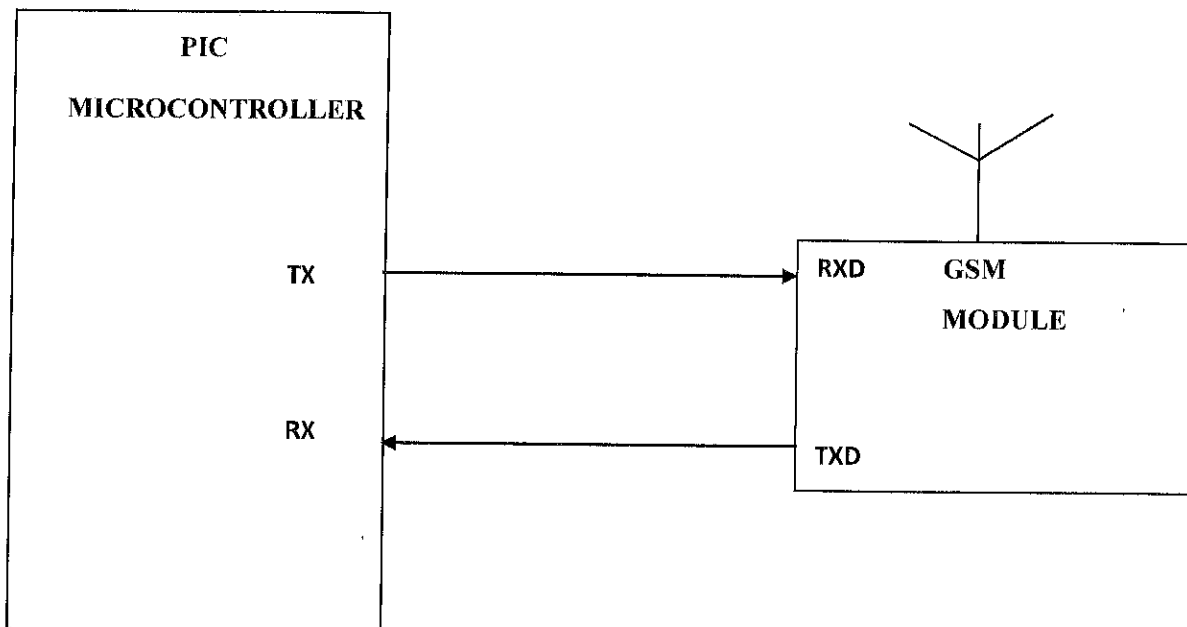 PIC
MICROCONTROLLER
TX
RXD
GSM
MODULE
RX
TXD